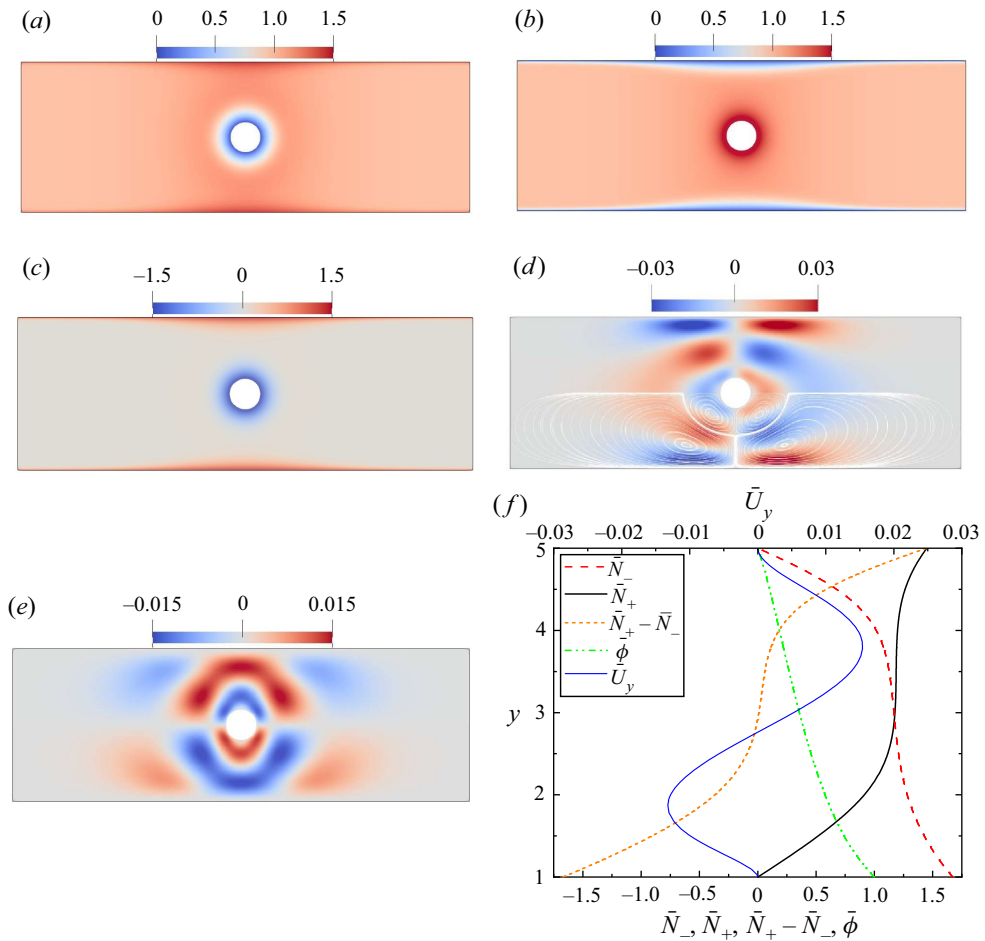 (a)
0 0.5 1.0 1.5
(b)
0 0.5 1.0 1.5
(c)
–1.5 0 1.5
(d)
–0.03 0 0.03
(e)
–0.015 0 0.015
(f)
Ū_y
–0.03 –0.02 –0.01 0 0.01 0.02 0.03
5
4
3
2
1
y
N̄_–
N̄_+
N̄_+ – N̄_–
ϕ̄
Ū_y
–1.5 –1.0 –0.5 0 0.5 1.0 1.5
N̄_–, N̄_+, N̄_+ – N̄_–, ϕ̄